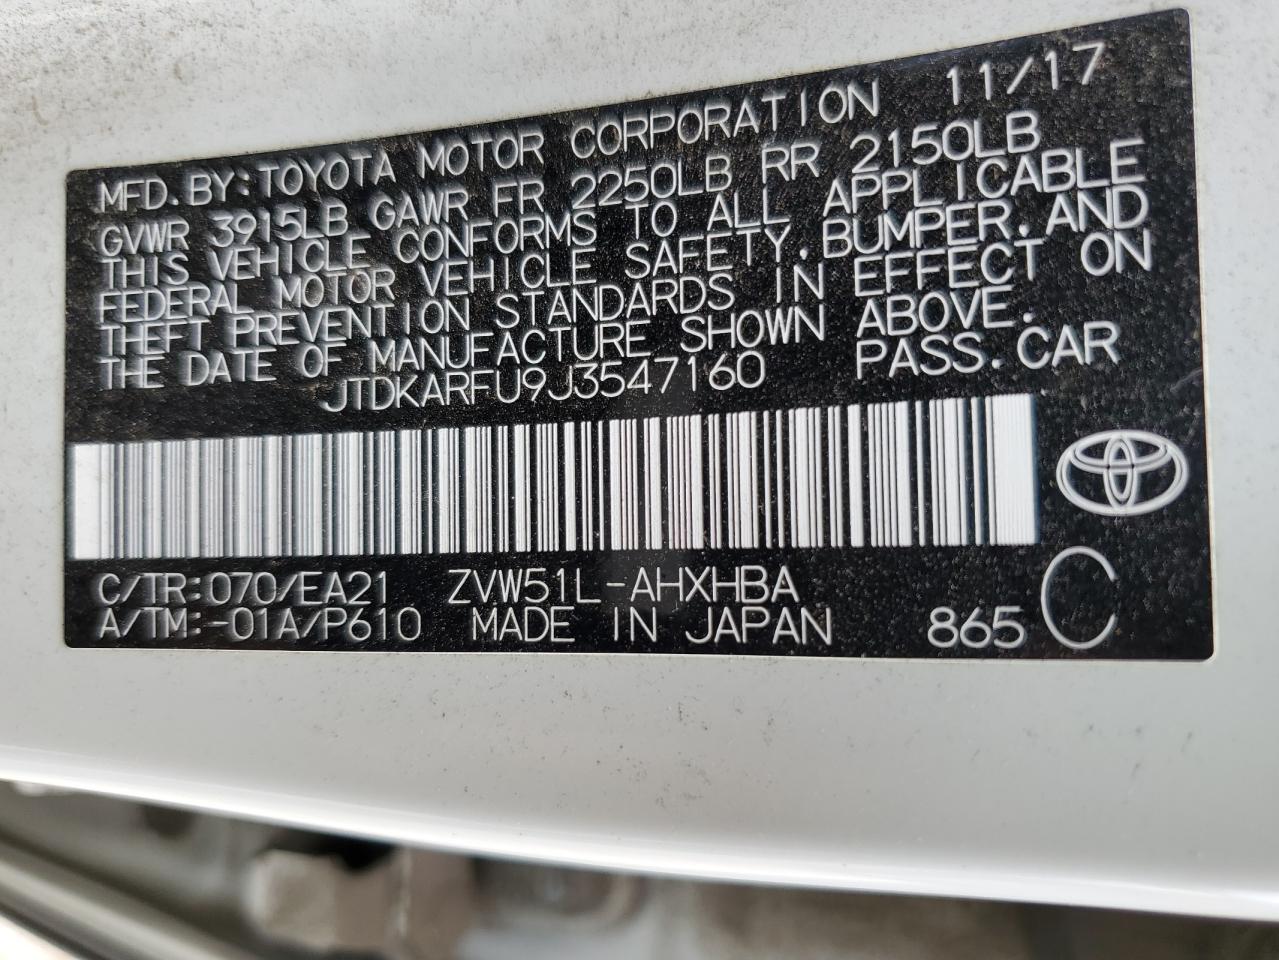 MFD.BY:TOYOTA MOTOR CORPORATION 11/17
GVWR 3915LB GAWR FR 2250LB RR 2150LB
THIS VEHICLE CONFORMS TO ALL APPLICABLE
FEDERAL MOTOR VEHICLE SAFETY,BUMPER,AND
THEFT PREVENTION STANDARDS IN EFFECT ON
THE DATE OF MANUFACTURE SHOWN ABOVE.
JTDKARFU9J3547160 PASS.CAR
C/TR:070/EA21 ZVW51L-AHXHBA
A/TM:-01A/P610 MADE IN JAPAN 865 C